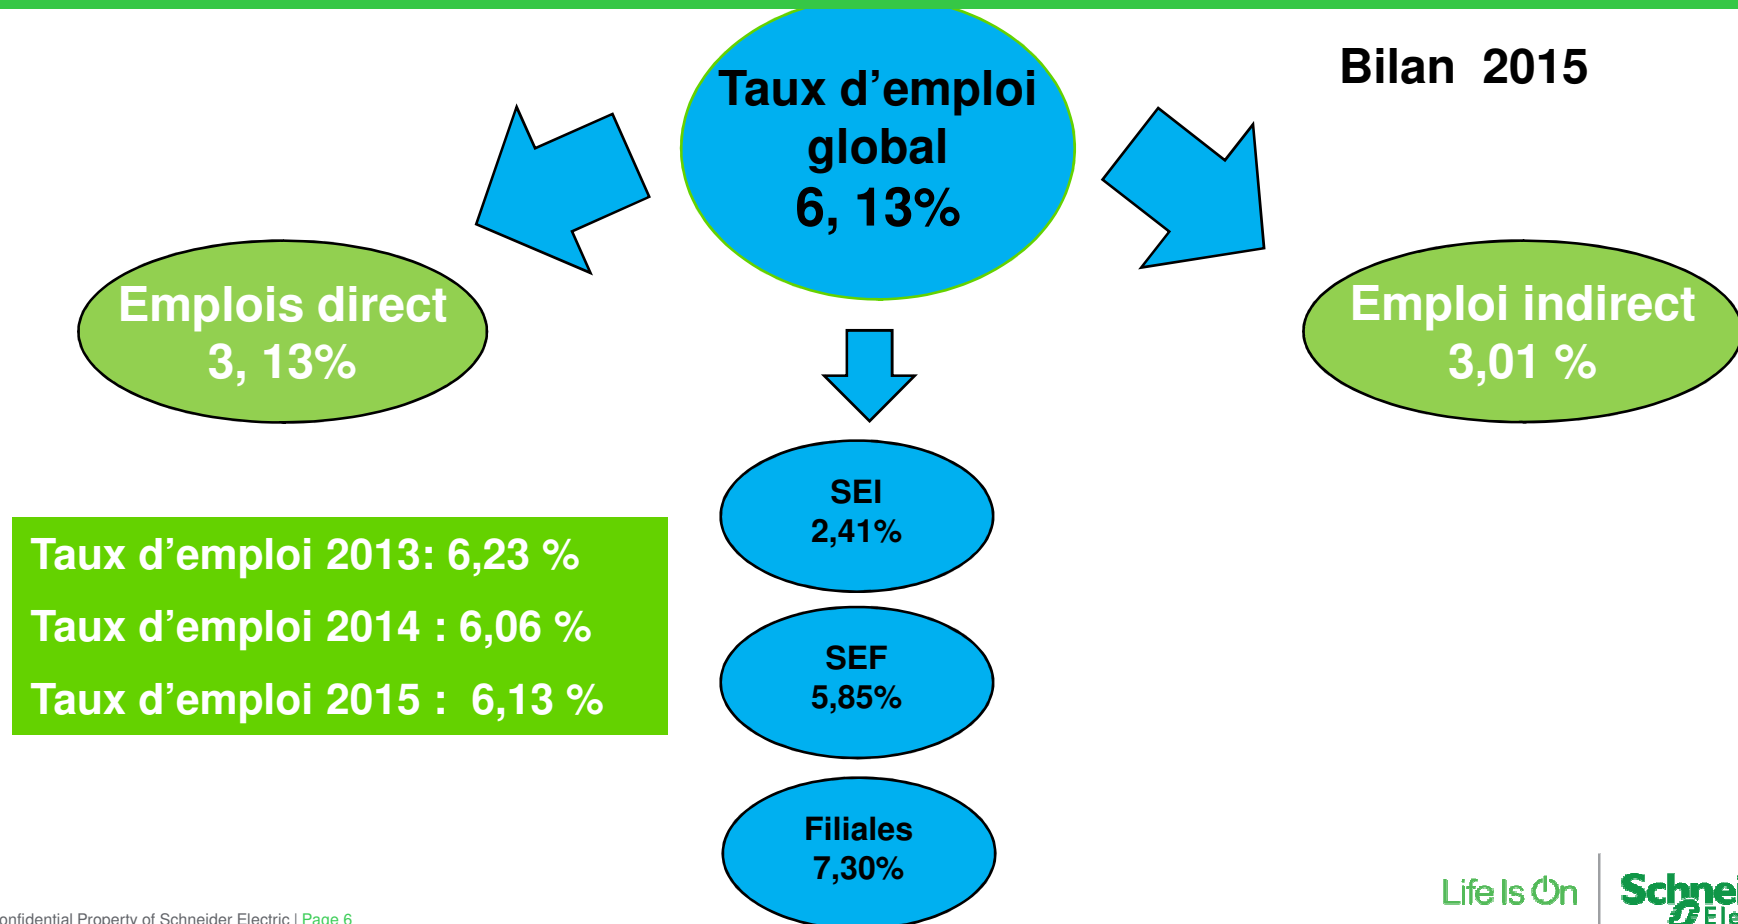 Bilan 2015
Taux d’emploi
global
6, 13%
Emplois direct
3, 13%
Emploi indirect
3,01 %
SEI
2,41%
SEF
5,85%
Filiales
7,30%
Taux d’emploi 2013: 6,23 %
Taux d’emploi 2014 : 6,06 %
Taux d’emploi 2015 : 6,13 %
Property of Schneider Electric | Page 6
Life Is On